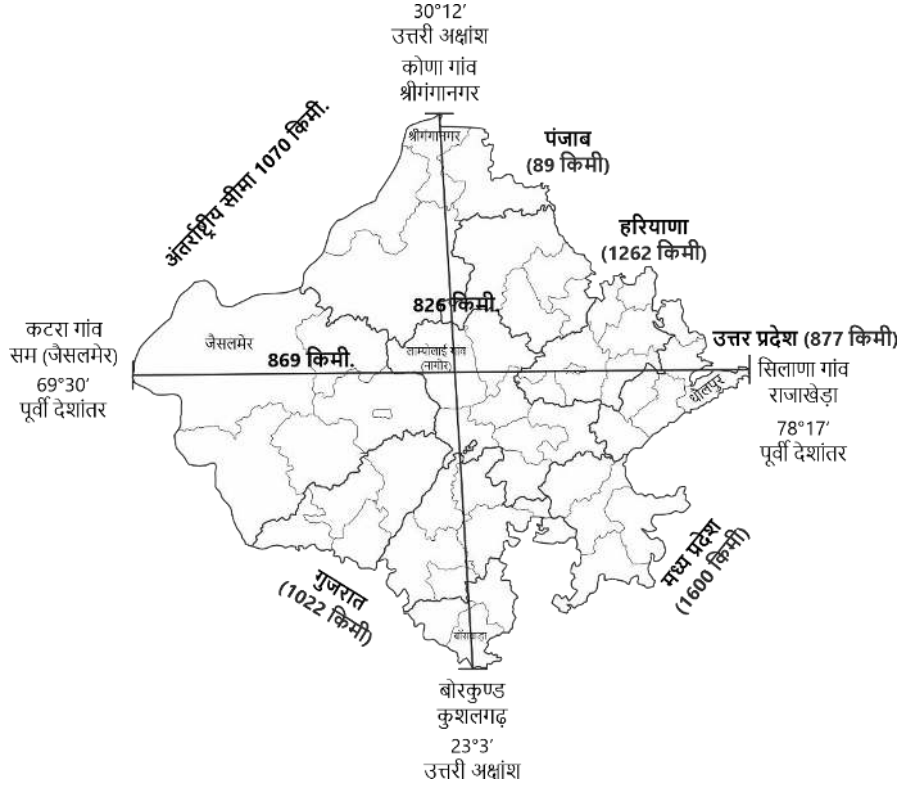 30°12'
उत्तरी अक्षांश
कोणा गांव
श्रीगंगानगर
श्रीगंगानगर
अंतर्राष्ट्रीय सीमा 1070 किमी.
पंजाब
(89 किमी)
हरियाणा
(1262 किमी)
826 किमी.
कटरा गांव
सम (जैसलमेर)
69°30'
पूर्वी देशांतर
जैसलमेर
869 किमी.
लाम्पोलाई गांव
(नागौर)
उत्तर प्रदेश (877 किमी)
सिलाणा गांव
राजाखेड़ा
78°17'
पूर्वी देशांतर
धौलपुर
मध्य प्रदेश
(1600 किमी)
गुजरात
(1022 किमी)
बांसवाड़ा
बोरकुण्ड
कुशलगढ़
23°3'
उत्तरी अक्षांश